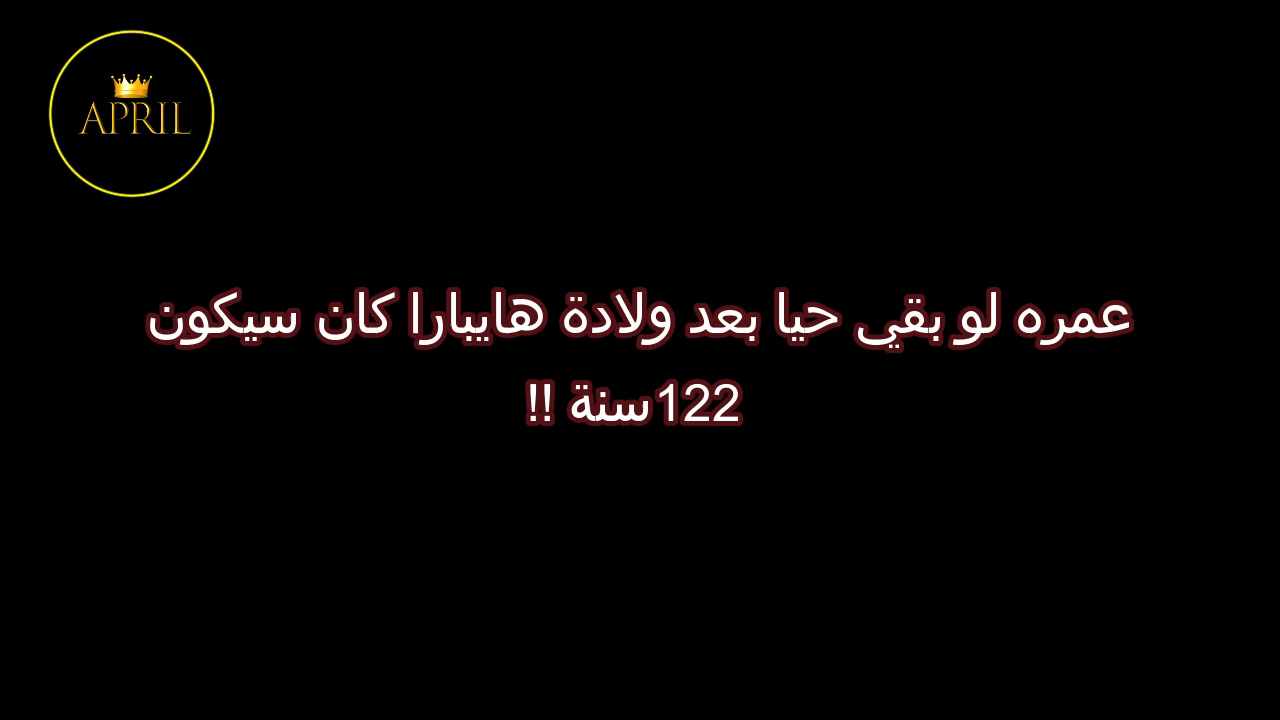 APRIL
عمره لو بقي حيا بعد ولادة هايبارا كان سيكون
122سنة !!